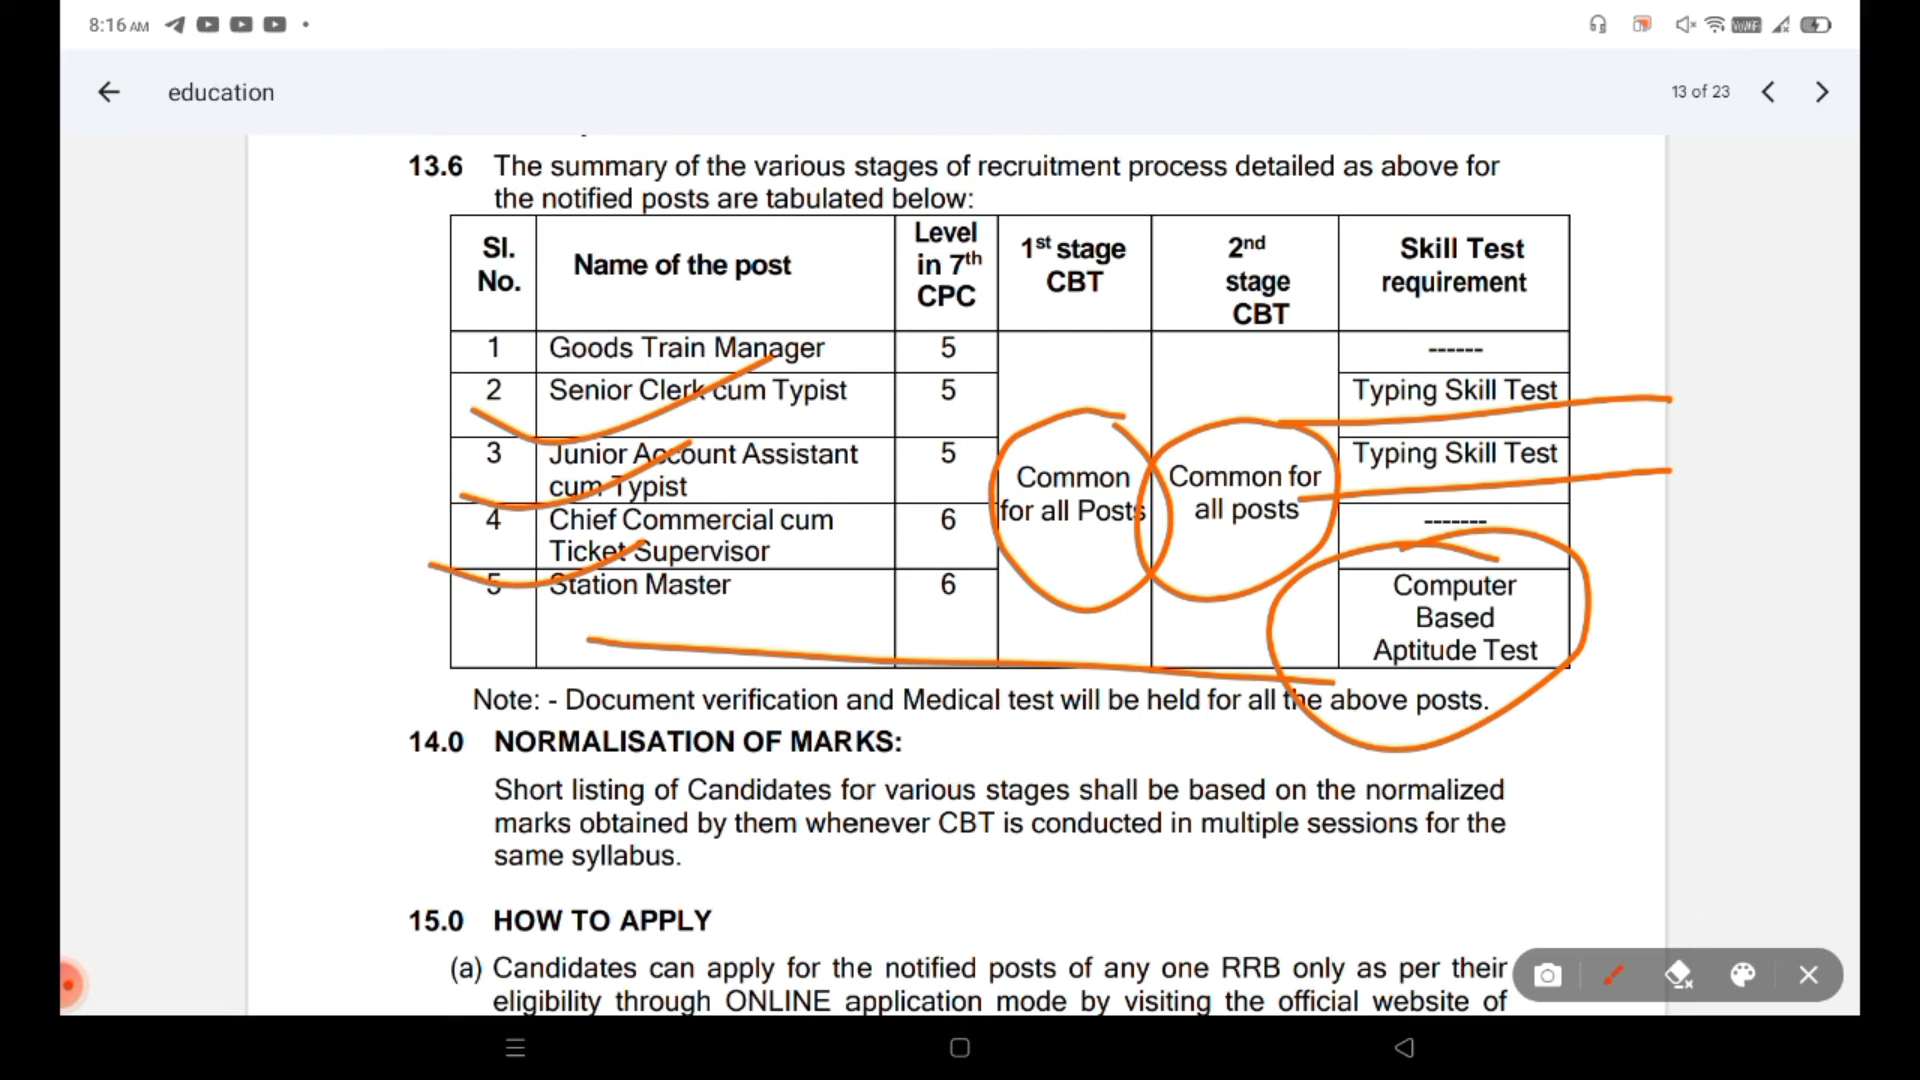 8:16 AM
education
13 of 23
13.6 The summary of the various stages of recruitment process detailed as above for
the notified posts are tabulated below:
Sl. No. Name of the post Level in 7th CPC 1st stage CBT 2nd stage CBT Skill Test requirement
1 Goods Train Manager 5 ------
2 Senior Clerk cum Typist 5 Typing Skill Test
3 Junior Account Assistant cum Typist 5 Typing Skill Test
Common for all Posts
Common for all posts
4 Chief Commercial cum Ticket Supervisor 6 -------
5 Station Master 6 Computer Based Aptitude Test
Note: - Document verification and Medical test will be held for all the above posts.
14.0 NORMALISATION OF MARKS:
Short listing of Candidates for various stages shall be based on the normalized
marks obtained by them whenever CBT is conducted in multiple sessions for the
same syllabus.
15.0 HOW TO APPLY
(a) Candidates can apply for the notified posts of any one RRB only as per their
eligibility through ONLINE application mode by visiting the official website of